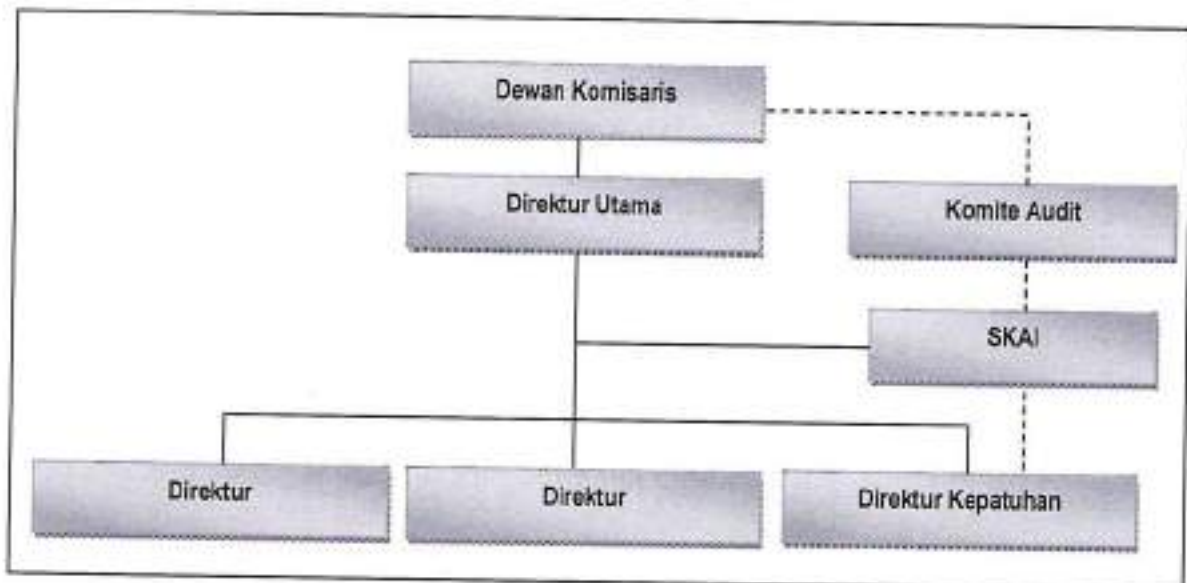 Dewan Komisaris
Direktur Utama
Komite Audit
SKAI
Direktur
Direktur
Direktur Kepatuhan